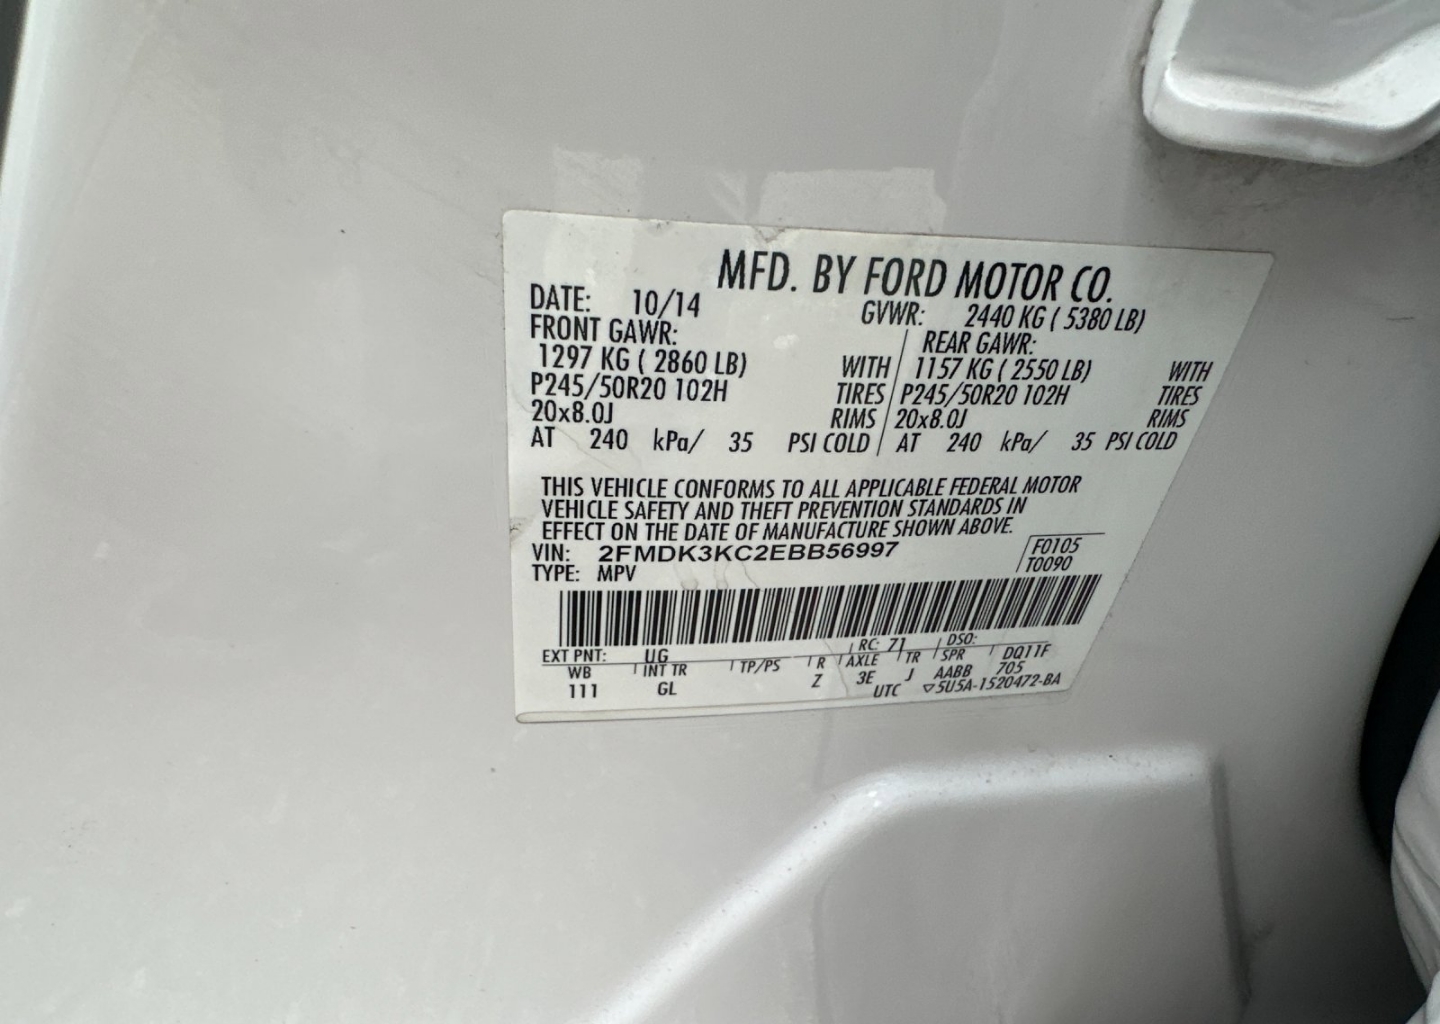 MFD. BY FORD MOTOR CO.
DATE: 10/14 GVWR: 2440 KG ( 5380 LB)
FRONT GAWR: REAR GAWR:
1297 KG ( 2860 LB) WITH 1157 KG ( 2550 LB) WITH
P245/50R20 102H TIRES P245/50R20 102H TIRES
20x8.0J RIMS 20x8.0J RIMS
AT 240 kPa/ 35 PSI COLD AT 240 kPa/ 35 PSI COLD
THIS VEHICLE CONFORMS TO ALL APPLICABLE FEDERAL MOTOR
VEHICLE SAFETY AND THEFT PREVENTION STANDARDS IN
EFFECT ON THE DATE OF MANUFACTURE SHOWN ABOVE.
VIN: 2FMDK3KC2EBB56997 F0105
TYPE: MPV T0090
EXT PNT: UG RC: 71 DSO:
WB INT TR TP/PS R AXLE TR SPR DQ11F
111 GL Z 3E J AABB 705
UTC ▽5U5A-1520472-BA